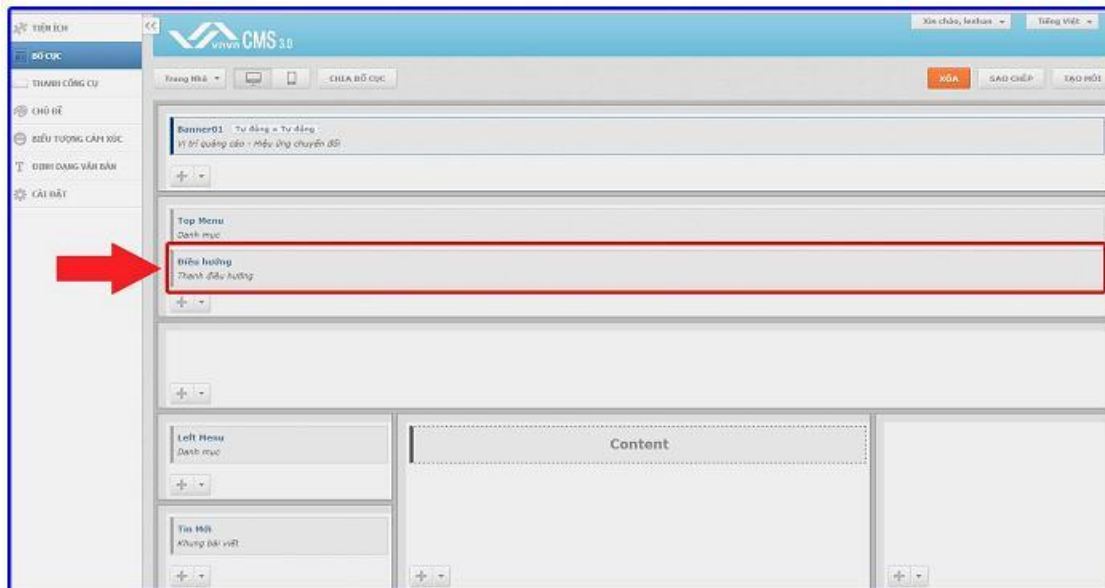 TIỆN ÍCH
BỐ CỤC
THANH CÔNG CỤ
CHỦ ĐỀ
BIỂU TƯỢNG CẢM XÚC
ĐỊNH DẠNG VĂN BẢN
CÀI ĐẶT
vnvn CMS 3.0
Xin chào, lenhan
Tiếng Việt
Trang Nhà
CHIA BỐ CỤC
XÓA
SAO CHÉP
TẠO MỚI
Banner01 Tự động x Tự động
Vị trí quảng cáo - Hiệu ứng chuyển đổi
Top Menu
Danh mục
Điều hướng
Thanh điều hướng
Left Menu
Danh mục
Content
Tin Mới
Khung bài viết